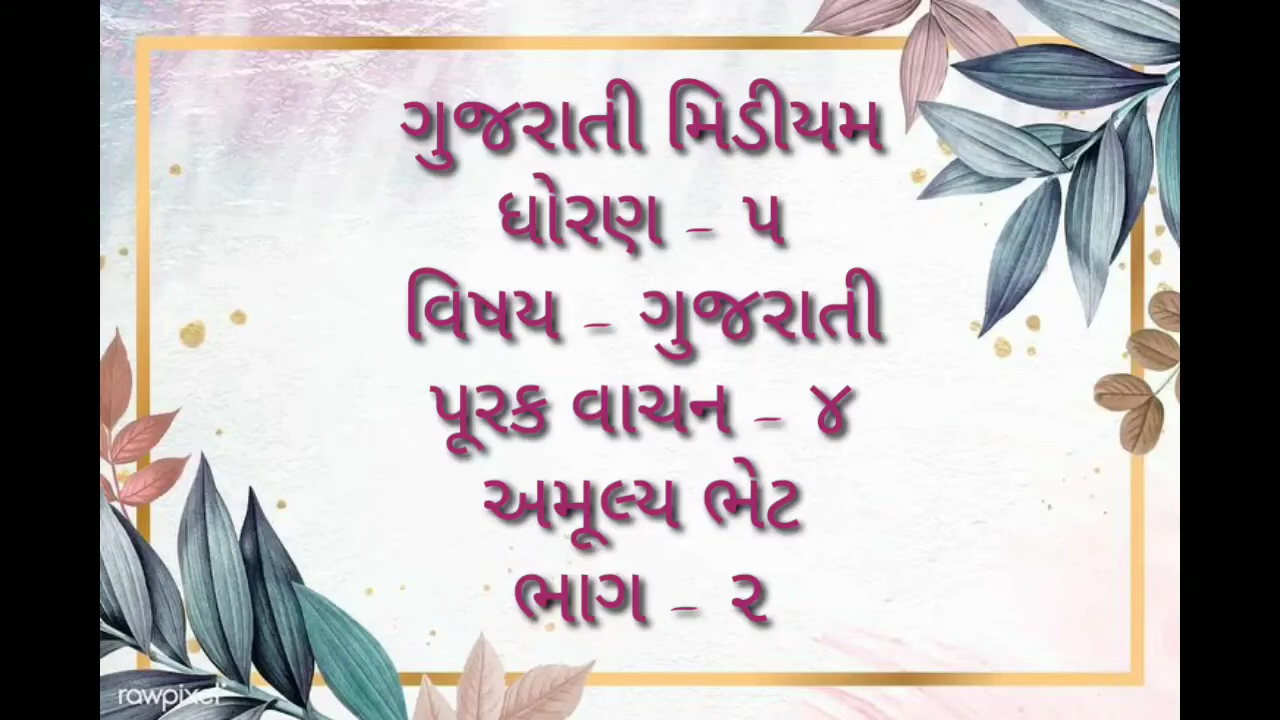 ગુજરાતી મિડીયમ
ધોરણ - ૫
વિષય - ગુજરાતી
પૂરક વાચન - ૪
અમૂલ્ય ભેટ
ભાગ - ૨
rawpixel